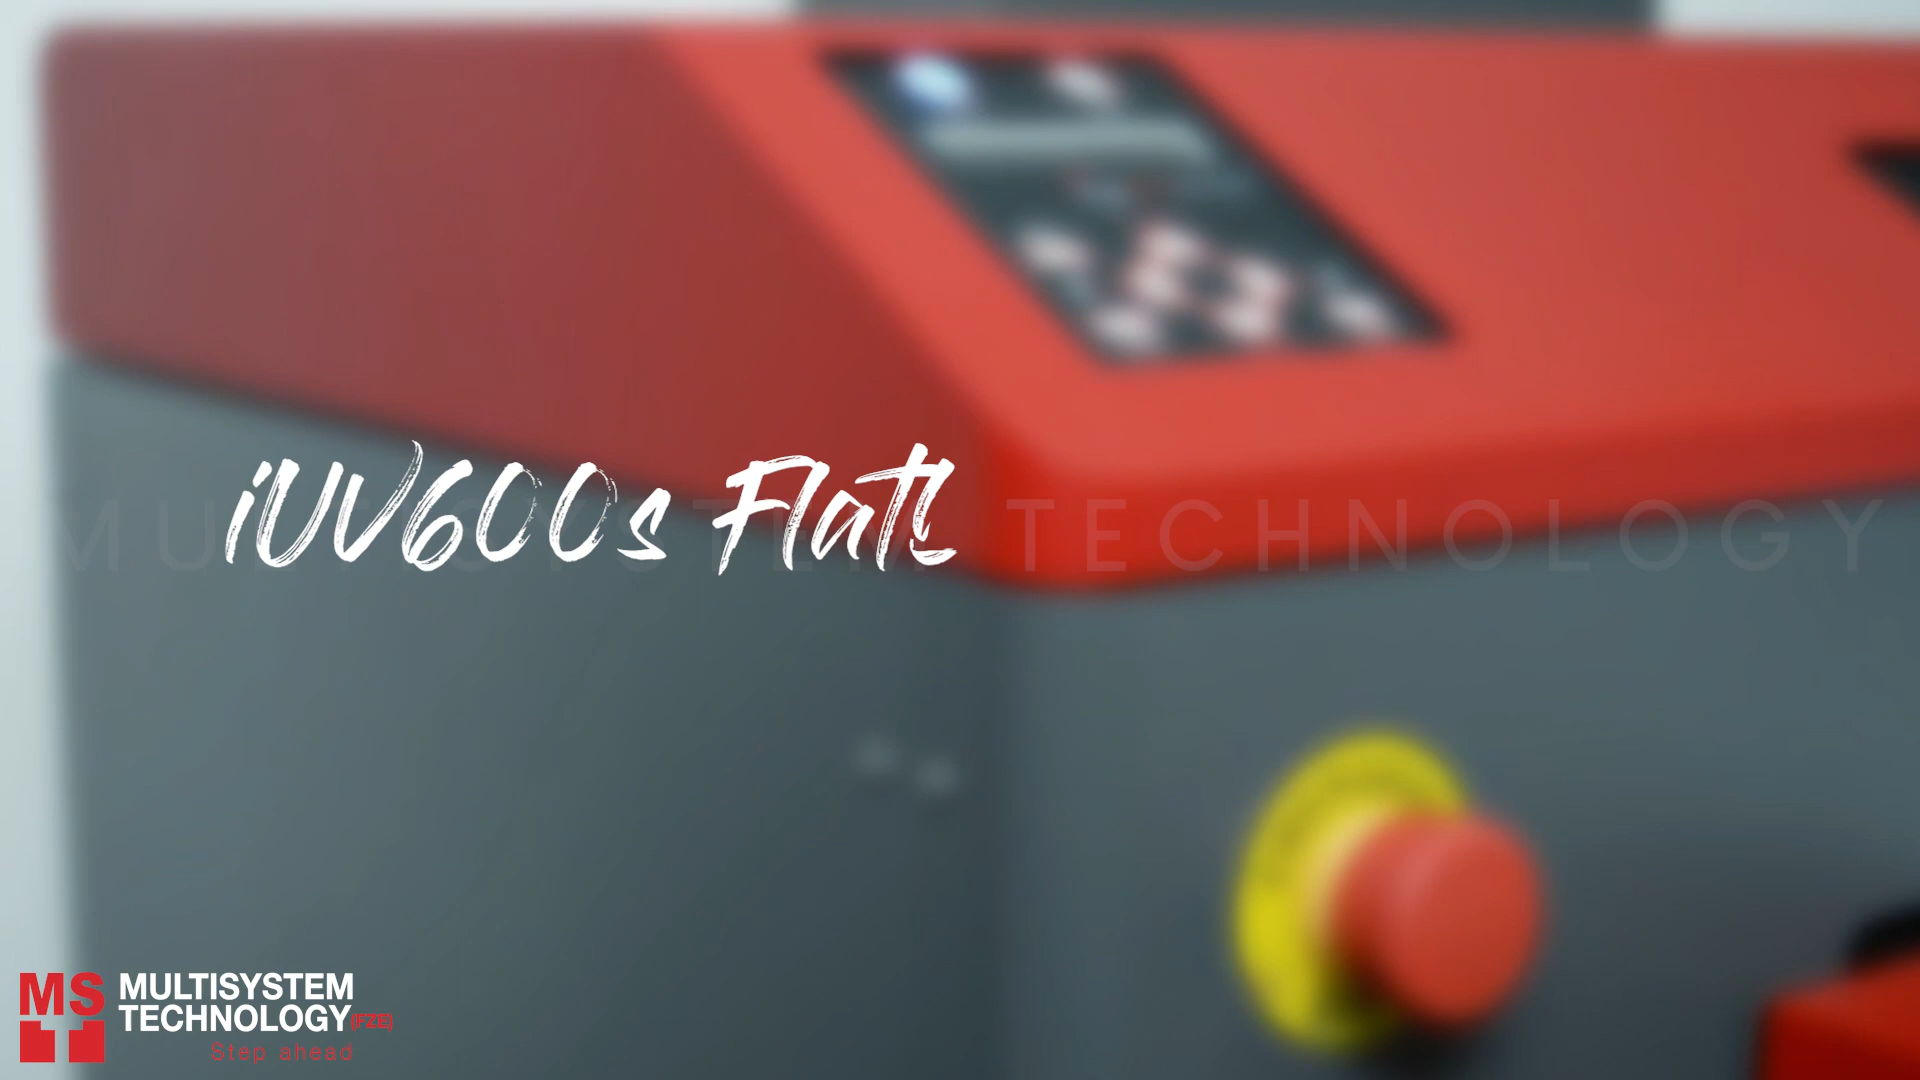 iUV600s Flat
MULTISYSTEM TECHNOLOGY
MS
MULTISYSTEM
TECHNOLOGY(FZE)
Step ahead